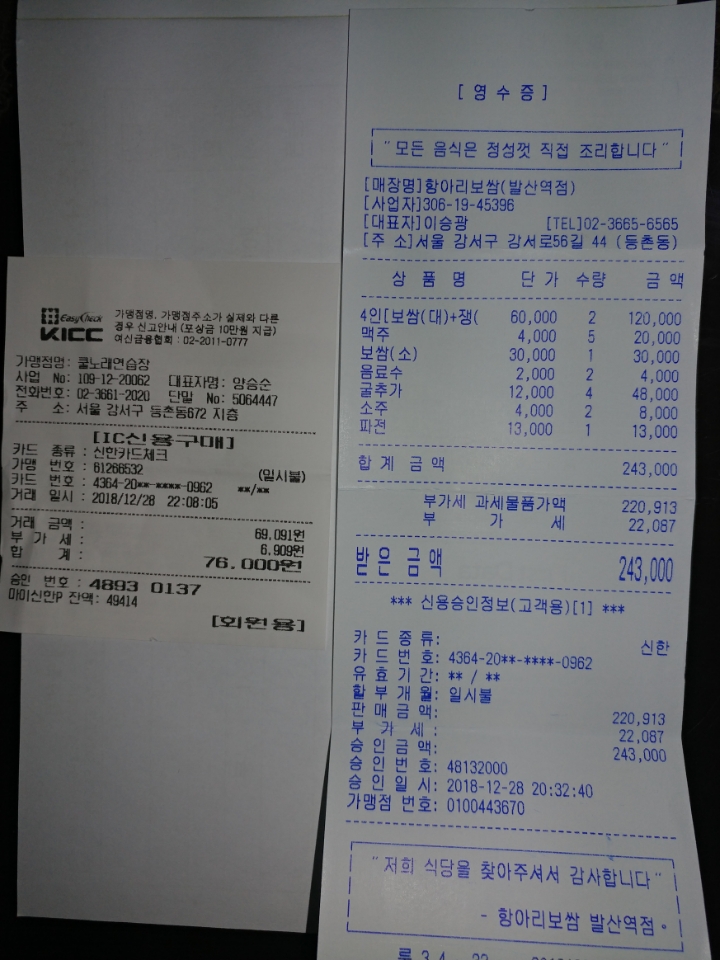 EasyCheck
KICC
가맹점명, 가맹점주소가 실제와 다른
경우 신고안내 (포상금 10만원 지급)
여신금융협회 : 02-2011-0777
가맹점명: 쿨노래연습장
사업 No: 109-12-20062 대표자명: 양승순
전화번호: 02-3661-2020 단말 No: 5064447
주 소: 서울 강서구 등촌동672 지층
[IC신용구매]
카드 종류 : 신한카드체크
가맹 번호 : 61266532 (일시불)
카드 번호 : 4364-20**-****-0962 **/**
거래 일시 : 2018/12/28 22:08:05
거래 금액 : 69,091원
부 가 세 : 6,909원
합 계 : 76,000원
승인 번호 : 4893 0137
마이신한P 잔액: 49414
[회원용]
[영수증]
"모든 음식은 정성껏 직접 조리합니다"
[매장명]항아리보쌈(발산역점)
[사업자]306-19-45396
[대표자]이승광 [TEL]02-3665-6565
[주 소]서울 강서구 강서로56길 44 (등촌동)
상 품 명 단 가 수량 금 액
4인[보쌈(대)+쟁( 60,000 2 120,000
맥주 4,000 5 20,000
보쌈(소) 30,000 1 30,000
음료수 2,000 2 4,000
굴추가 12,000 4 48,000
소주 4,000 2 8,000
파전 13,000 1 13,000
합 계 금 액 243,000
부가세 과세물품가액 220,913
부 가 세 22,087
받은 금액 243,000
*** 신용승인정보(고객용)[1] ***
카 드 종 류: 신한
카 드 번 호: 4364-20**-****-0962
유 효 기 간: ** / **
할 부 개 월: 일시불
판 매 금 액: 220,913
부 가 세 : 22,087
승 인 금 액: 243,000
승 인 번 호: 48132000
승 인 일 시: 2018-12-28 20:32:40
가맹점 번호: 0100443670
"저희 식당을 찾아주셔서 감사합니다"
- 항아리보쌈 발산역점.